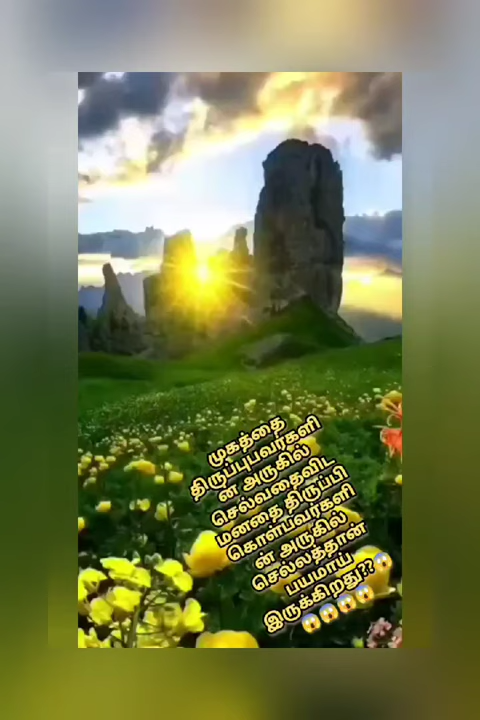 முகத்தை
திருப்புபவர்களி
ன் அருகில்
செல்வதைவிட
மனதை திருப்பி
கொள்பவர்களி
ன் அருகில்
செல்லத்தான்
பயமாய்
இருக்கிறது??😱
😱😱😱😱